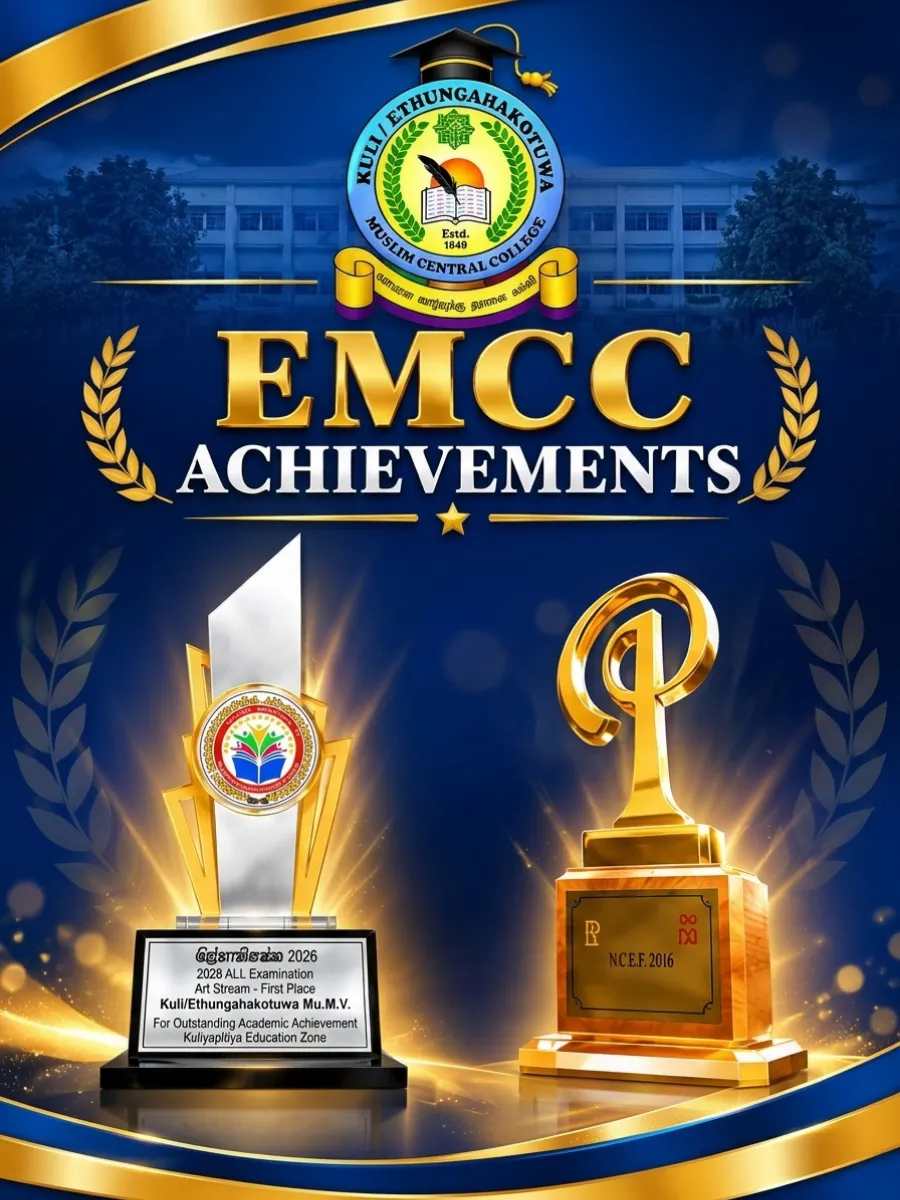 KULI / ETHUNGAHAKOTUWA
MUSLIM CENTRAL COLLEGE
Estd.
1849
EMCC
ACHIEVEMENTS
2026
2028 ALL Examination
Art Stream - First Place
Kuli/Ethungahakotuwa Mu.M.V.
For Outstanding Academic Achievement
Kuliyapltiya Education Zone
N.C.E.F. 2016